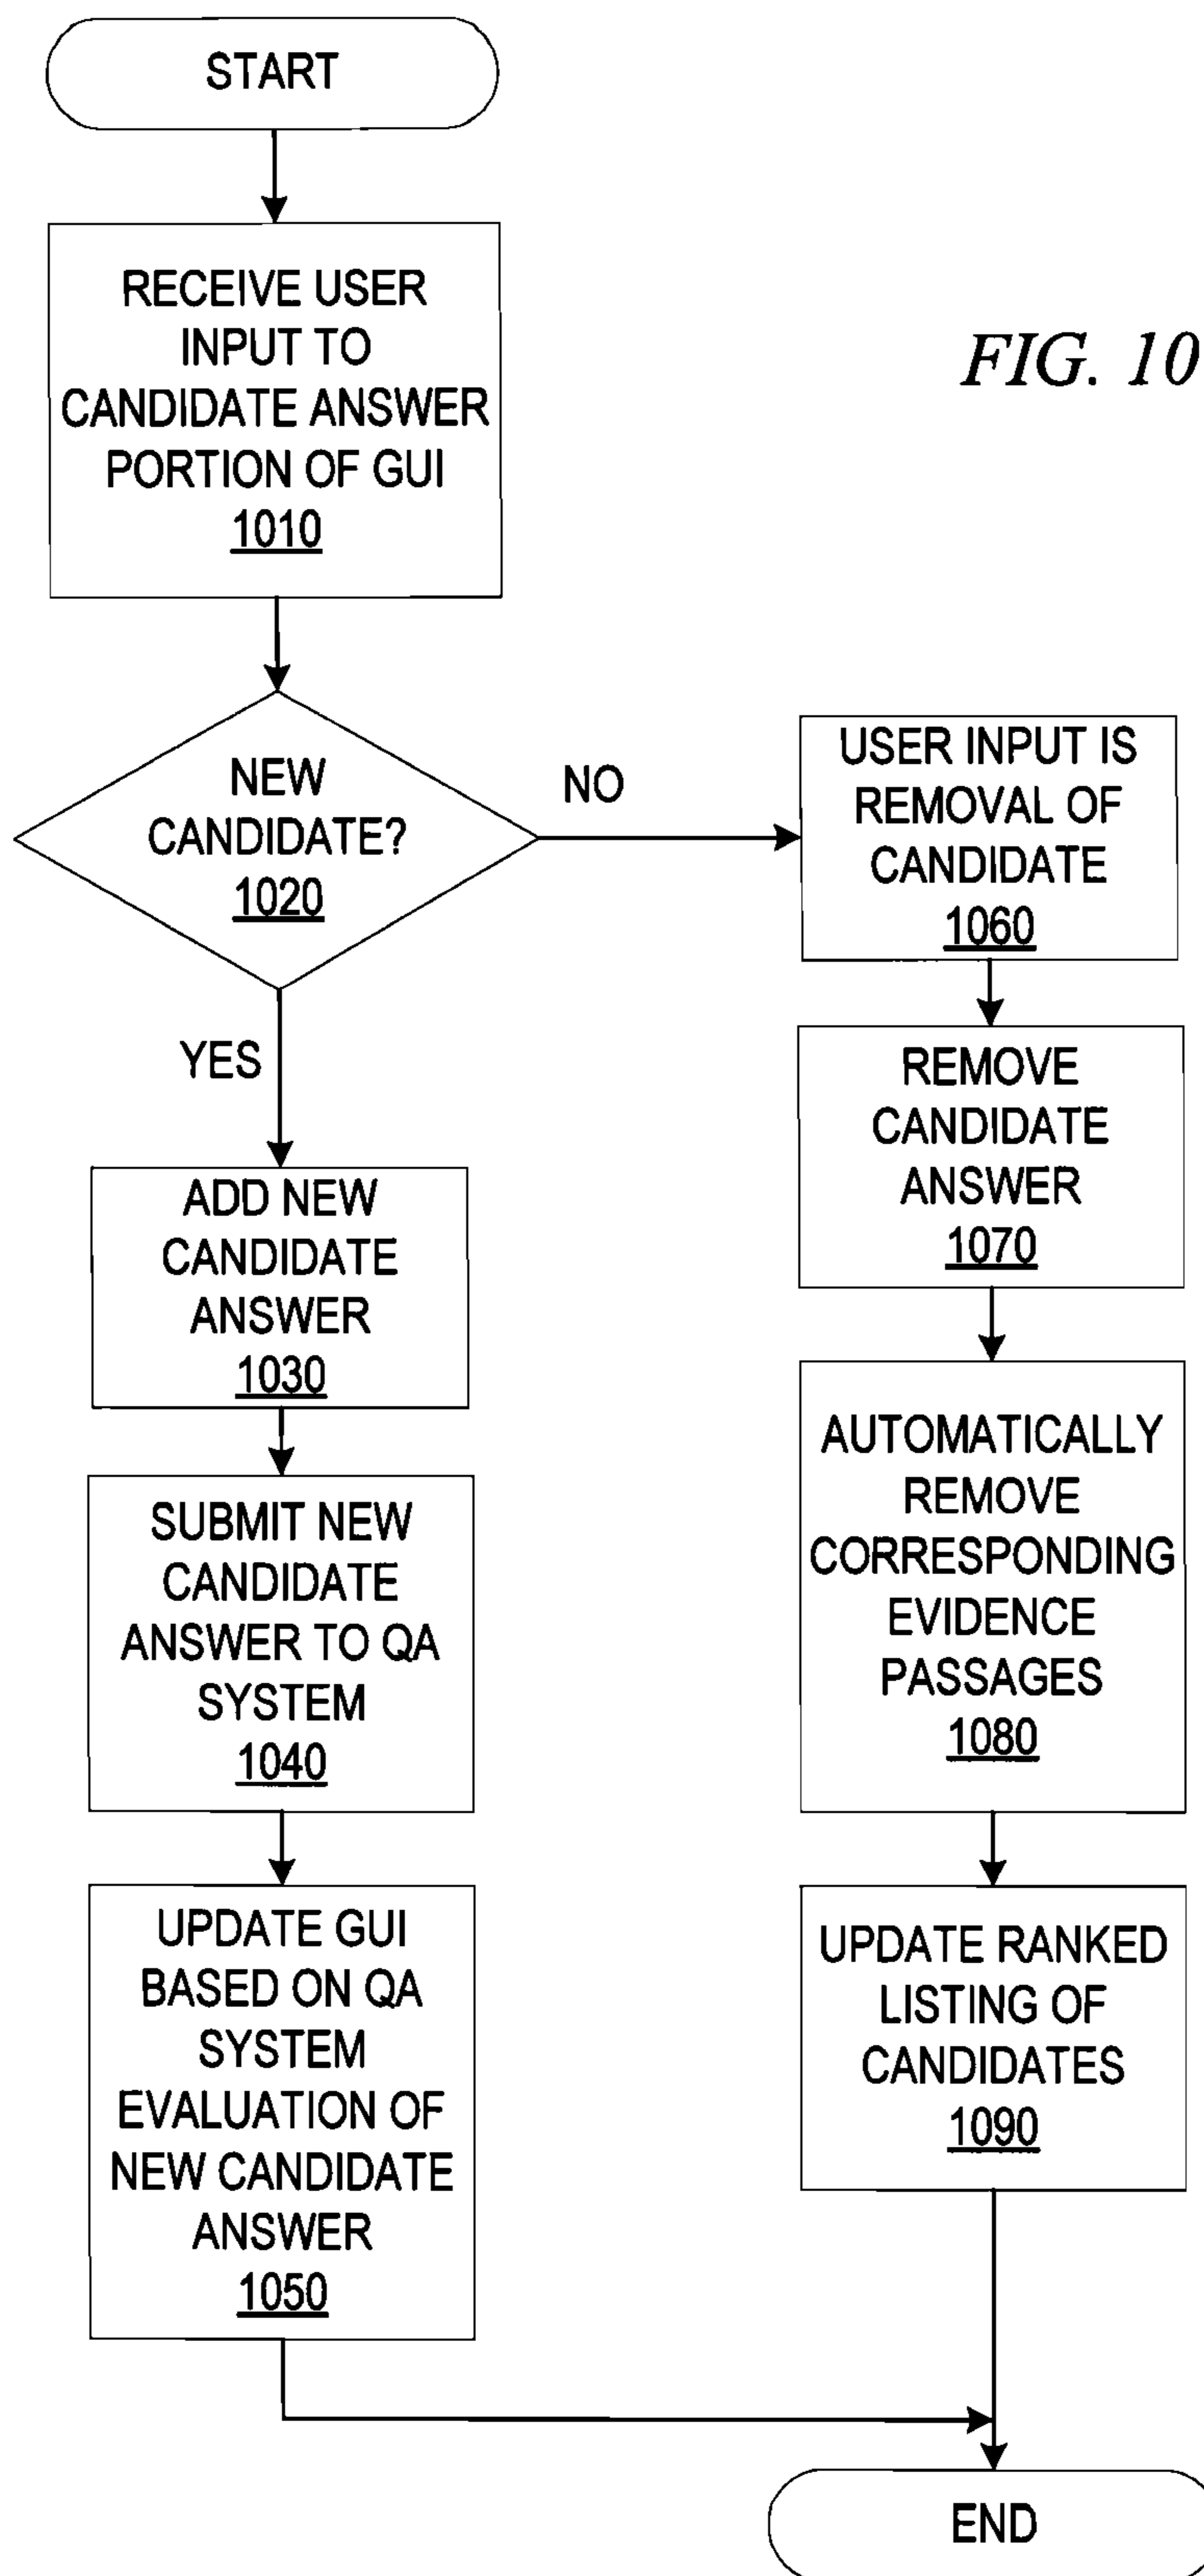 START
RECEIVE USER
INPUT TO
CANDIDATE ANSWER
PORTION OF GUI
1010
FIG. 10
NEW
CANDIDATE?
1020
NO
YES
ADD NEW
CANDIDATE
ANSWER
1030
SUBMIT NEW
CANDIDATE
ANSWER TO QA
SYSTEM
1040
UPDATE GUI
BASED ON QA
SYSTEM
EVALUATION OF
NEW CANDIDATE
ANSWER
1050
USER INPUT IS
REMOVAL OF
CANDIDATE
1060
REMOVE
CANDIDATE
ANSWER
1070
AUTOMATICALLY
REMOVE
CORRESPONDING
EVIDENCE
PASSAGES
1080
UPDATE RANKED
LISTING OF
CANDIDATES
1090
END